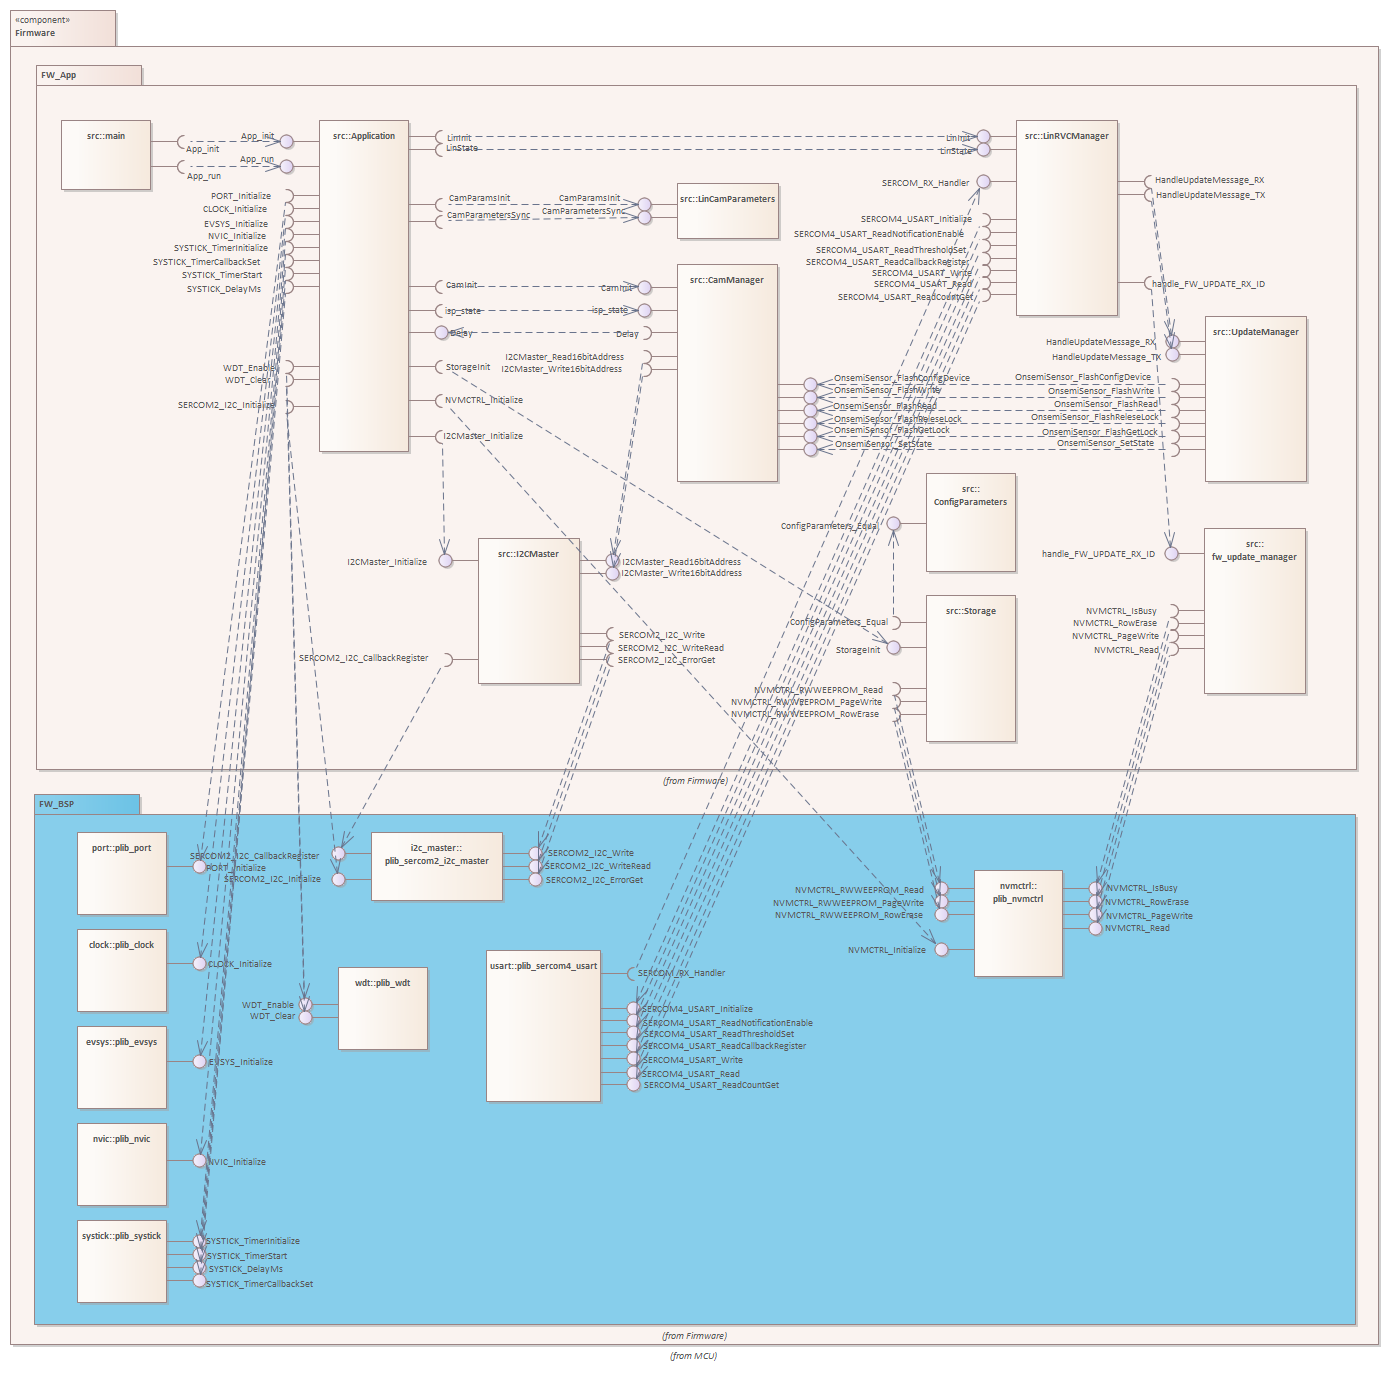 «component»
Firmware
FW_App
src::main
App_init
App_run
App_init
App_run
src::Application
PORT_Initialize
CLOCK_Initialize
EVSYS_Initialize
NVIC_Initialize
SYSTICK_TimerInitialize
SYSTICK_TimerCallbackSet
SYSTICK_TimerStart
SYSTICK_DelayMs
WDT_Enable
WDT_Clear
SERCOM2_I2C_Initialize
LinInit
LinState
CamParamsInit
CamParametersSync
CamInit
isp_state
Delay
StorageInit
NVMCTRL_Initialize
I2CMaster_Initialize
CamParamsInit
CamParametersSync
src::LinCamParameters
src::CamManager
CamInit
isp_state
Delay
I2CMaster_Read16bitAddress
I2CMaster_Write16bitAddress
OnsemiSensor_FlashConfigDevice
OnsemiSensor_FlashWrite
OnsemiSensor_FlashRead
OnsemiSensor_FlashReleseLock
OnsemiSensor_FlashGetLock
OnsemiSensor_SetState
src::LinRVCManager
LinInit
LinState
SERCOM_RX_Handler
SERCOM4_USART_Initialize
SERCOM4_USART_ReadNotificationEnable
SERCOM4_USART_ReadThresholdSet
SERCOM4_USART_ReadCallbackRegister
SERCOM4_USART_Write
SERCOM4_USART_Read
SERCOM4_USART_ReadCountGet
HandleUpdateMessage_RX
HandleUpdateMessage_TX
handle_FW_UPDATE_RX_ID
src::UpdateManager
HandleUpdateMessage_RX
HandleUpdateMessage_TX
OnsemiSensor_FlashConfigDevice
OnsemiSensor_FlashWrite
OnsemiSensor_FlashRead
OnsemiSensor_FlashReleseLock
OnsemiSensor_FlashGetLock
OnsemiSensor_SetState
src::
ConfigParameters
ConfigParameters_Equal
src::
fw_update_manager
handle_FW_UPDATE_RX_ID
NVMCTRL_IsBusy
NVMCTRL_RowErase
NVMCTRL_PageWrite
NVMCTRL_Read
src::I2CMaster
I2CMaster_Initialize
I2CMaster_Read16bitAddress
I2CMaster_Write16bitAddress
SERCOM2_I2C_Write
SERCOM2_I2C_WriteRead
SERCOM2_I2C_ErrorGet
SERCOM2_I2C_CallbackRegister
src::Storage
ConfigParameters_Equal
StorageInit
NVMCTRL_RWWEEPROM_Read
NVMCTRL_RWWEEPROM_PageWrite
NVMCTRL_RWWEEPROM_RowErase
(from Firmware)
FW_BSP
port::plib_port
PORT_Initialize
clock::plib_clock
CLOCK_Initialize
evsys::plib_evsys
EVSYS_Initialize
nvic::plib_nvic
NVIC_Initialize
systick::plib_systick
SYSTICK_TimerInitialize
SYSTICK_TimerStart
SYSTICK_DelayMs
SYSTICK_TimerCallbackSet
i2c_master::
plib_sercom2_i2c_master
SERCOM2_I2C_CallbackRegister
SERCOM2_I2C_Initialize
SERCOM2_I2C_Write
SERCOM2_I2C_WriteRead
SERCOM2_I2C_ErrorGet
wdt::plib_wdt
WDT_Enable
WDT_Clear
usart::plib_sercom4_usart
SERCOM_RX_Handler
SERCOM4_USART_Initialize
SERCOM4_USART_ReadNotificationEnable
SERCOM4_USART_ReadThresholdSet
SERCOM4_USART_ReadCallbackRegister
SERCOM4_USART_Write
SERCOM4_USART_Read
SERCOM4_USART_ReadCountGet
nvmctrl::
plib_nvmctrl
NVMCTRL_RWWEEPROM_Read
NVMCTRL_RWWEEPROM_PageWrite
NVMCTRL_RWWEEPROM_RowErase
NVMCTRL_Initialize
NVMCTRL_IsBusy
NVMCTRL_RowErase
NVMCTRL_PageWrite
NVMCTRL_Read
(from Firmware)
(from MCU)